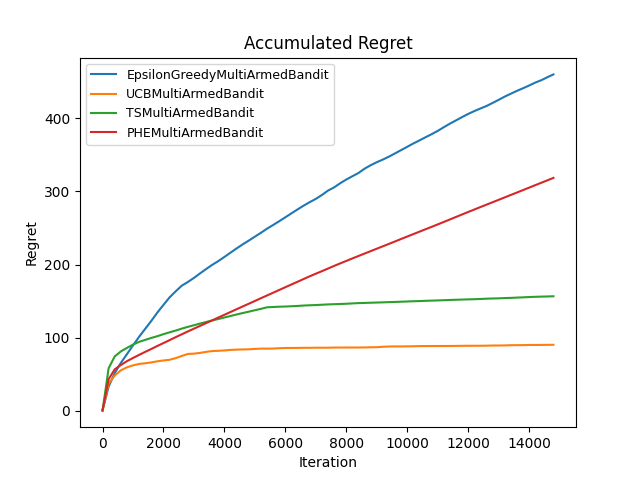 Accumulated Regret
EpsilonGreedyMultiArmedBandit
UCBMultiArmedBandit
TSMultiArmedBandit
PHEMultiArmedBandit
400
300
200
100
0
Regret
0 2000 4000 6000 8000 10000 12000 14000
Iteration